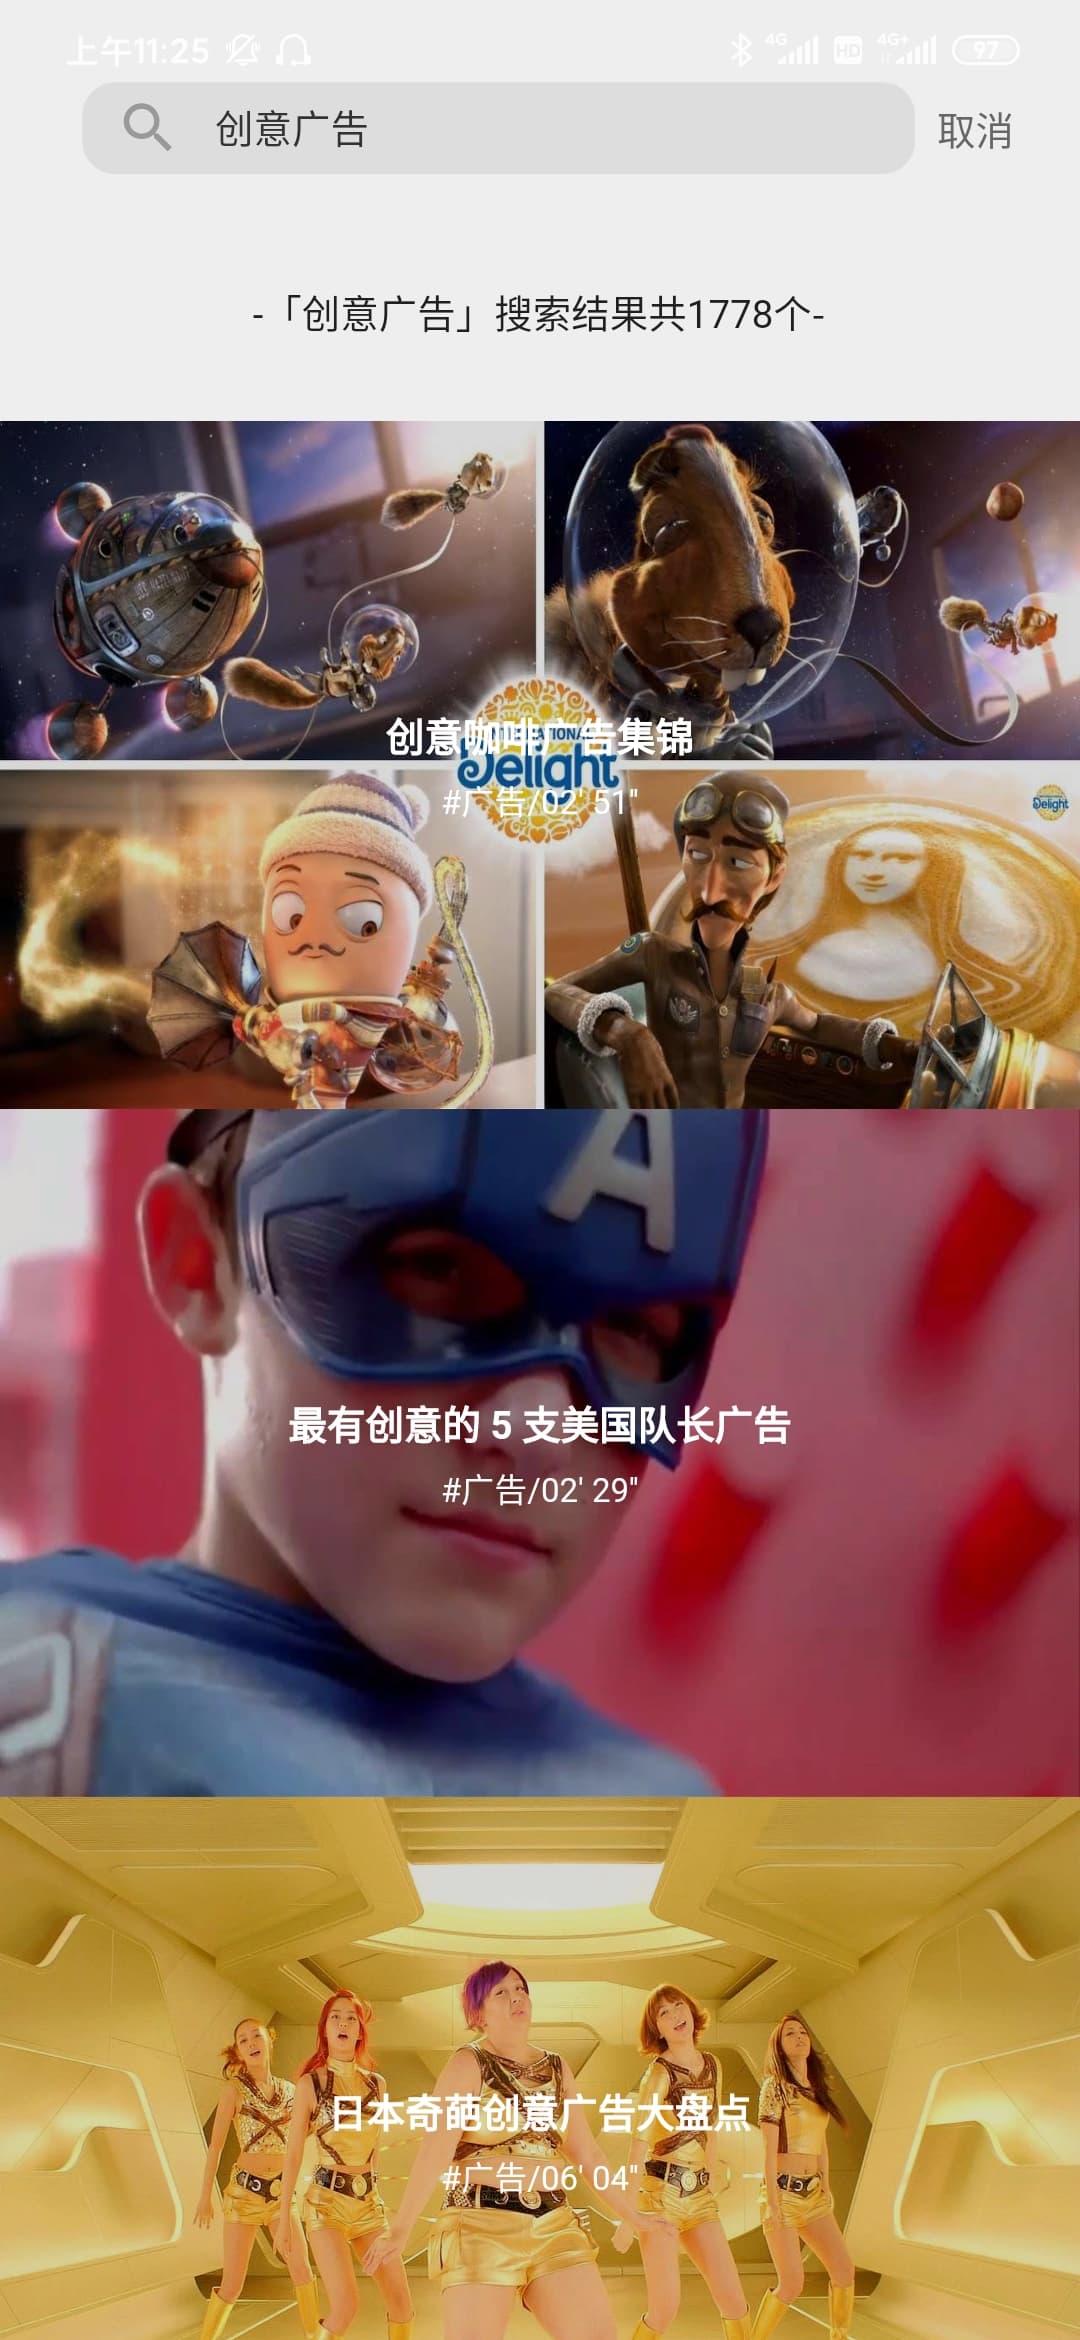 上午11:25
4G
HD
4G+
97
创意广告
取消
-「创意广告」搜索结果共1778个-
创意咖啡广告集锦
Delight
#广告/02' 51"
Delight
A
最有创意的 5 支美国队长广告
#广告/02' 29"
日本奇葩创意广告大盘点
#广告/06' 04"